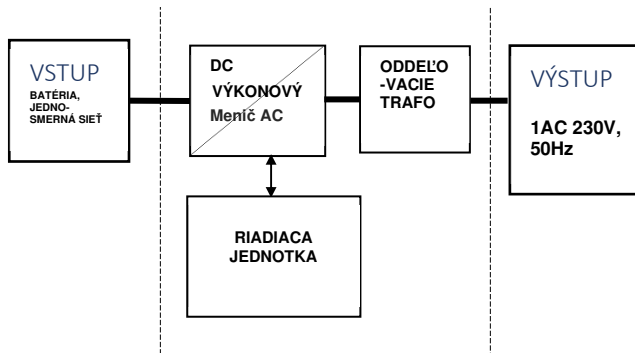 VSTUP
BATÉRIA,
JEDNO-
SMERNÁ SIEŤ
DC
VÝKONOVÝ
Menič AC
ODDEĽO
-VACIE
TRAFO
VÝSTUP
1AC 230V,
50Hz
RIADIACA
JEDNOTKA